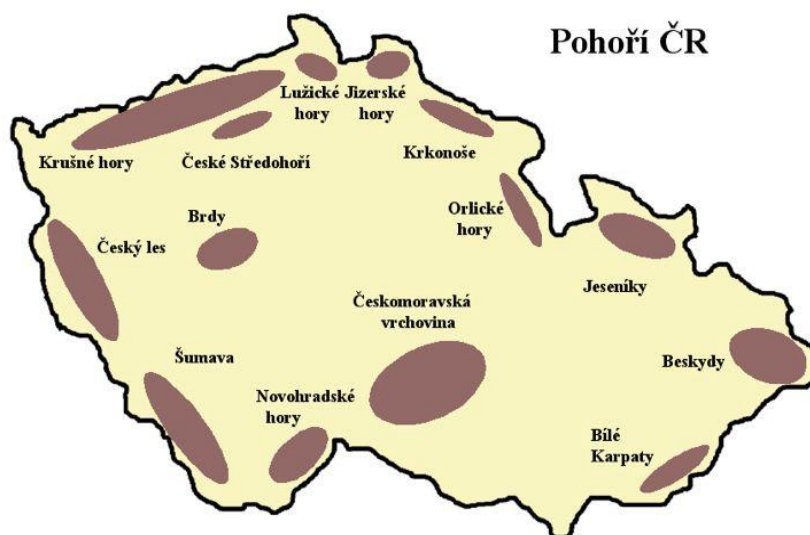 Pohoří ČR
Lužické
hory
Jizerské
hory
Krušné hory
České Středohoří
Krkonoše
Brdy
Orlické
hory
Český les
Jeseníky
Českomoravská
vrchovina
Šumava
Beskydy
Novohradské
hory
Bílé
Karpaty